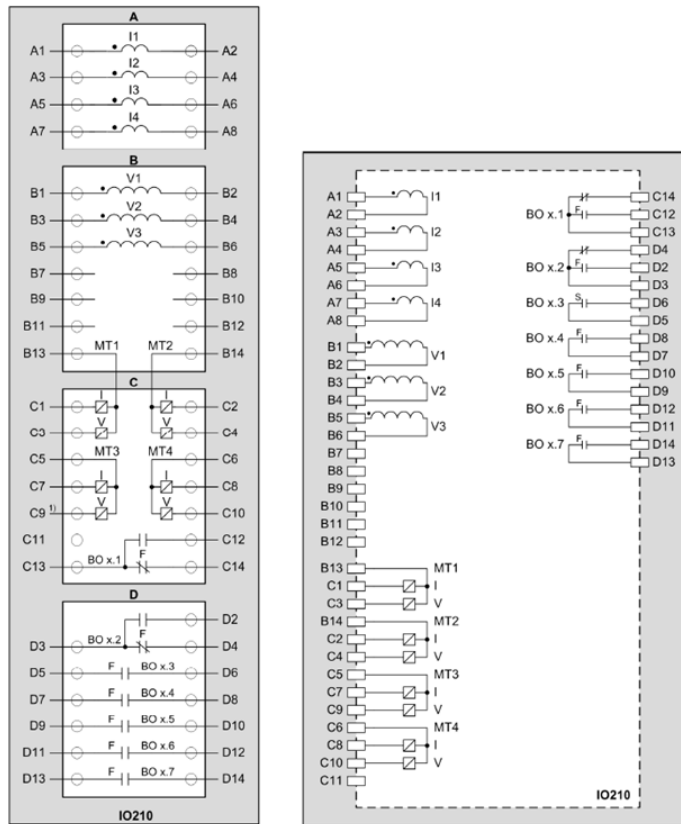 A
I1
A1 A2
I2
A3 A4
I3
A5 A6
I4
A7 A8
B
V1
B1 B2
V2
B3 B4
V3
B5 B6
B7 B8
B9 B10
B11 B12
MT1 MT2
B13 B14
C
I I
C1 C2
V V
C3 C4
C5 MT3 MT4 C6
I I
C7 C8
V V
C9 1) C10
C11 C12
BO x.1 F
C13 C14
D
D2
BO x.2 F
D3 D4
D5 F BO x.3 D6
D7 F BO x.4 D8
D9 F BO x.5 D10
D11 F BO x.6 D12
D13 F BO x.7 D14
IO210
A1 I1
A2
A3 I2
A4
A5 I3
A6
A7 I4
A8
B1
V1
B2
B3
V2
B4
B5
V3
B6
B7
B8
B9
B10
B11
B12
B13 MT1
C1 I
C3 V
B14 MT2
C2 I
C4 V
C5 MT3
C7 I
C9 V
C6 MT4
C8 I
C10 V
C11
C14
BO x.1 F C12
C13
D4
BO x.2 F D2
D3
BO x.3 S D6
D5
BO x.4 F D8
D7
BO x.5 F D10
D9
BO x.6 F D12
D11
BO x.7 F D14
D13
IO210